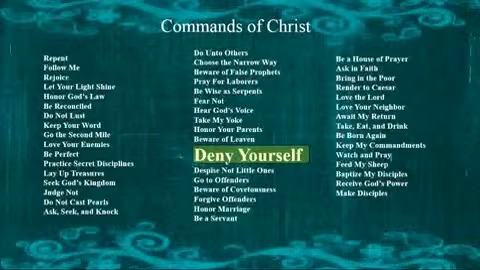 Commands of Christ
Repent
Follow Me
Rejoice
Let Your Light Shine
Honor God's Law
Be Reconciled
Do Not Lust
Keep Your Word
Go the Second Mile
Love Your Enemies
Be Perfect
Practice Secret Disciplines
Lay Up Treasures
Seek God's Kingdom
Judge Not
Do Not Cast Pearls
Ask, Seek, and Knock
Do Unto Others
Choose the Narrow Way
Beware of False Prophets
Pray For Laborers
Be Wise as Serpents
Fear Not
Hear God's Voice
Take My Yoke
Honor Your Parents
Beware of Leaven
Deny Yourself
Despise Not Little Ones
Go to Offenders
Beware of Covetousness
Forgive Offenders
Honor Marriage
Be a Servant
Be a House of Prayer
Ask in Faith
Bring in the Poor
Render to Caesar
Love the Lord
Love Your Neighbor
Await My Return
Take, Eat, and Drink
Be Born Again
Keep My Commandments
Watch and Pray
Feed My Sheep
Baptize My Disciples
Receive God's Power
Make Disciples